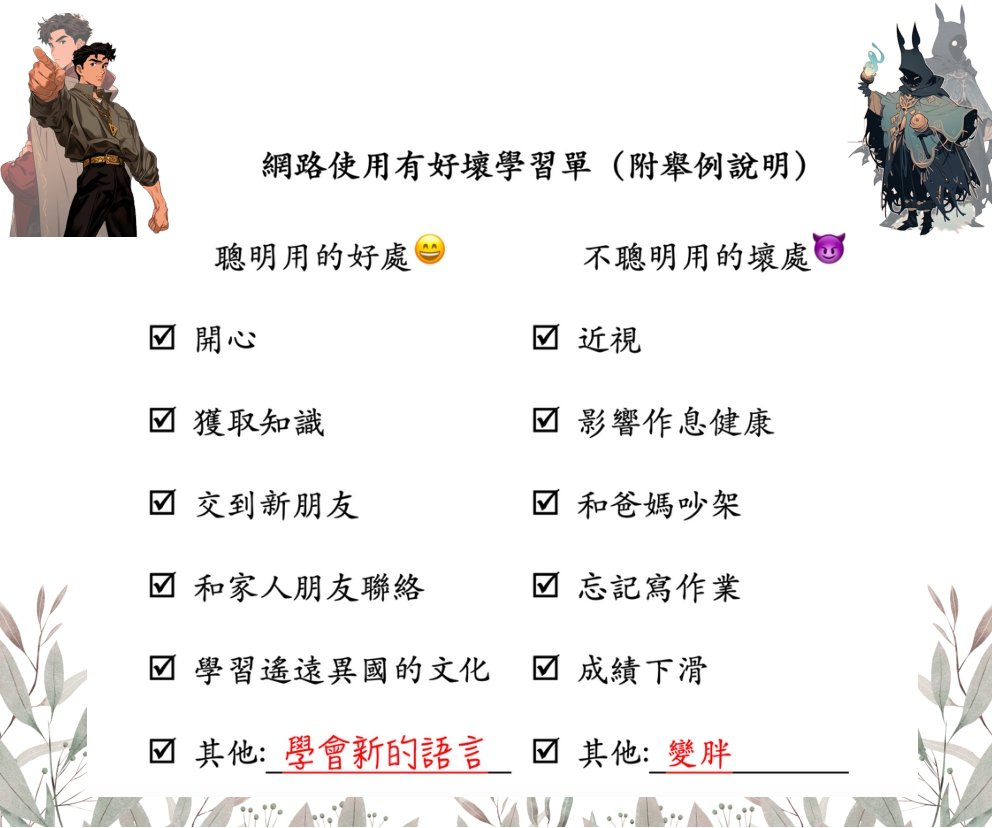 網路使用有好壞學習單（附舉例說明）
聰明用的好處😄
不聰明用的壞處😈
☑ 開心
☑ 近視
☑ 獲取知識
☑ 影響作息健康
☑ 交到新朋友
☑ 和爸媽吵架
☑ 和家人朋友聯絡
☑ 忘記寫作業
☑ 學習遙遠異國的文化
☑ 成績下滑
☑ 其他: 學會新的語言
☑ 其他: 變胖